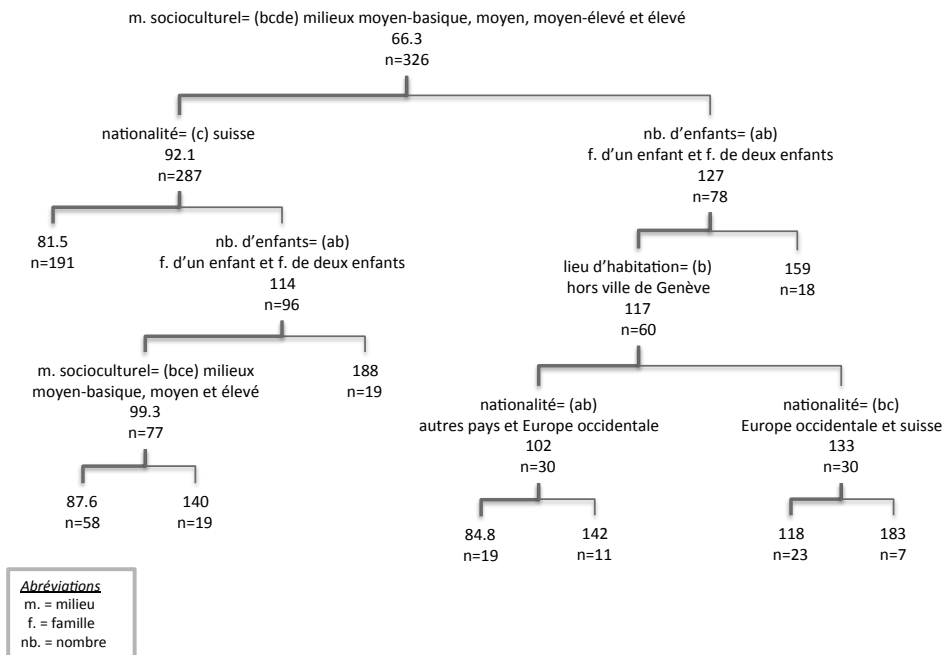 m. socioculturel= (bcde) milieux moyen-basique, moyen, moyen-élevé et élevé
66.3
n=326
nationalité= (c) suisse
92.1
n=287
nb. d'enfants= (ab)
f. d'un enfant et f. de deux enfants
127
n=78
81.5
n=191
nb. d'enfants= (ab)
f. d'un enfant et f. de deux enfants
114
n=96
lieu d'habitation= (b)
hors ville de Genève
117
n=60
159
n=18
m. socioculturel= (bce) milieux
moyen-basique, moyen et élevé
99.3
n=77
188
n=19
nationalité= (ab)
autres pays et Europe occidentale
102
n=30
nationalité= (bc)
Europe occidentale et suisse
133
n=30
87.6
n=58
140
n=19
84.8
n=19
142
n=11
118
n=23
183
n=7
Abréviations
m. = milieu
f. = famille
nb. = nombre